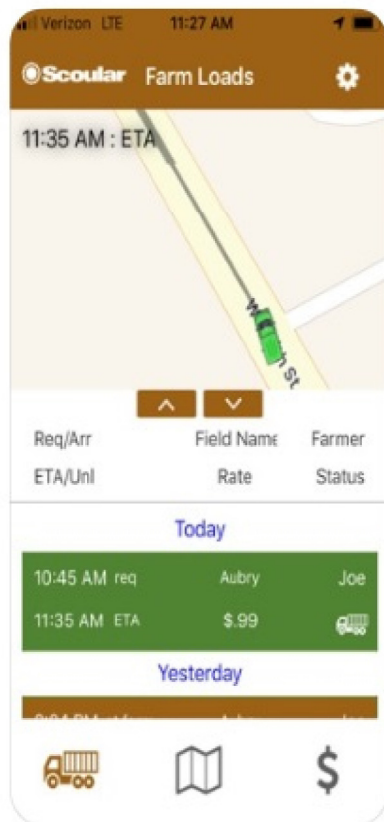 Verizon LTE 11:27 AM
Scoular Farm Loads
11:35 AM : ETA
St
Req/Arr Field Name Farmer
ETA/Unl Rate Status
Today
10:45 AM req Aubry Joe
11:35 AM ETA $.99
Yesterday
$